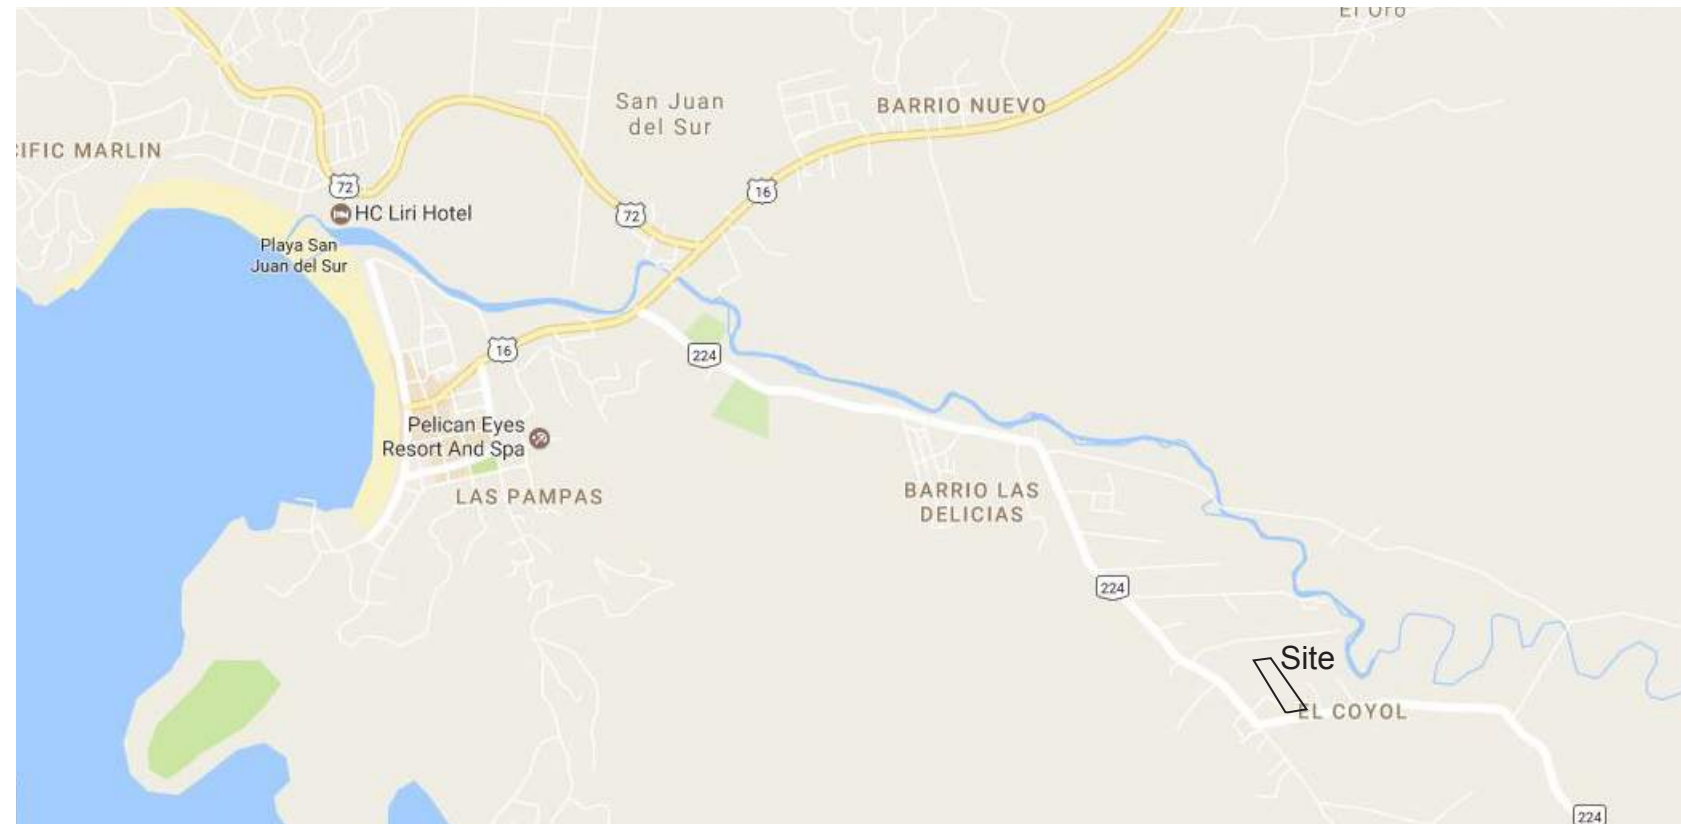 El Oro
San Juan
del Sur
BARRIO NUEVO
CIFIC MARLIN
72
16
HC Liri Hotel
72
Playa San
Juan del Sur
16
224
Pelican Eyes
Resort And Spa
LAS PAMPAS
BARRIO LAS
DELICIAS
224
Site
EL COYOL
224